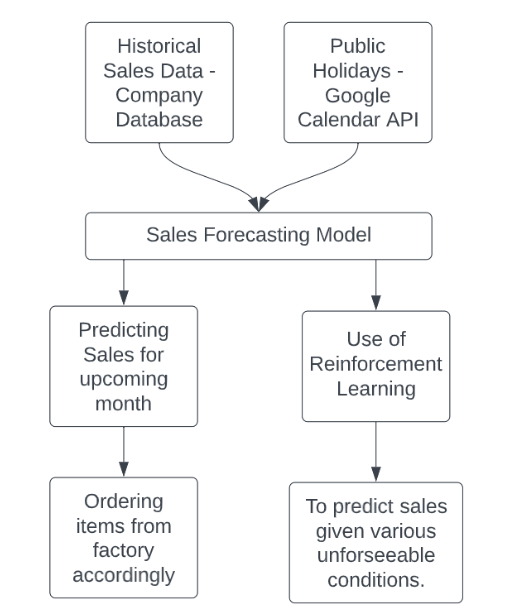 Historical
Sales Data -
Company
Database
Public
Holidays -
Google
Calendar API
Sales Forecasting Model
Predicting
Sales for
upcoming
month
Use of
Reinforcement
Learning
Ordering
items from
factory
accordingly
To predict sales
given various
unforseeable
conditions.